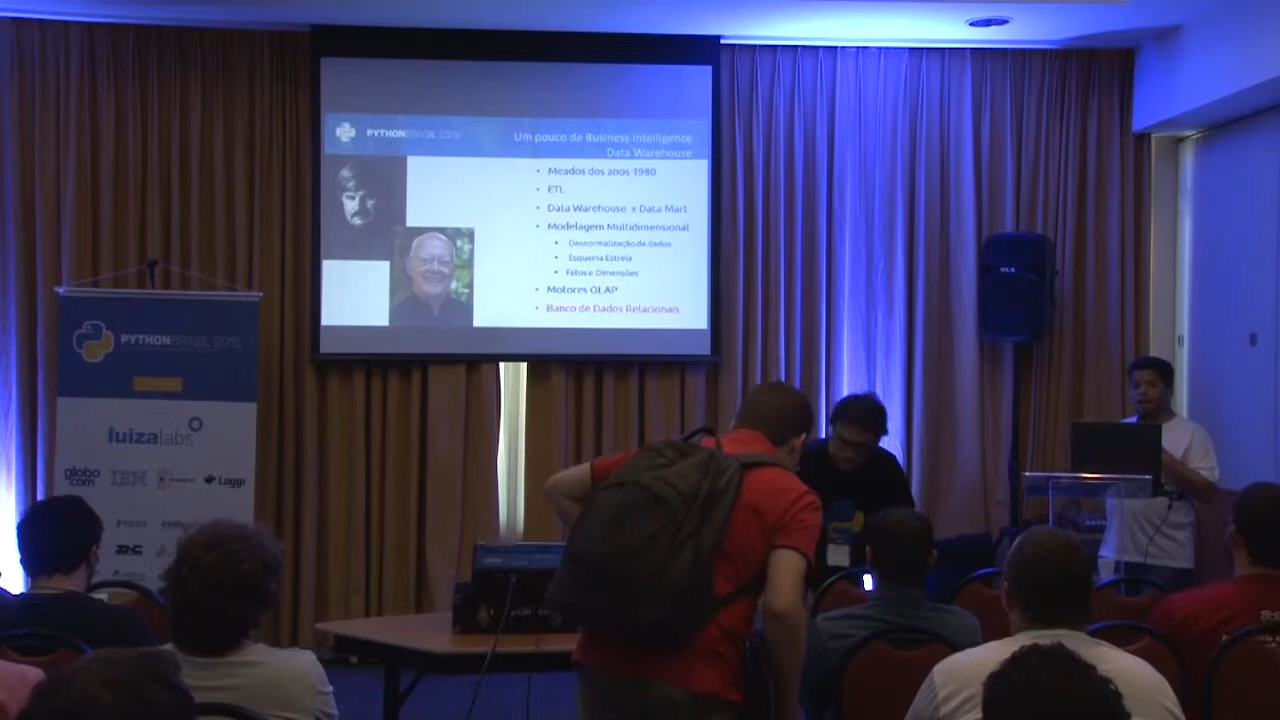 PYTHONBRASIL 2016
Um pouco de Business Intelligence
Data Warehouse
• Meados dos anos 1980
• ETL
• Data Warehouse x Data Mart
• Modelagem Multidimensional
• Desnormalização de dados
• Esquema Estrela
• Fatos e Dimensões
• Motores OLAP
• Banco de Dados Relacionais
PYTHONBRASIL 2016
luizalabs
globo
.com
IBM
Loggi